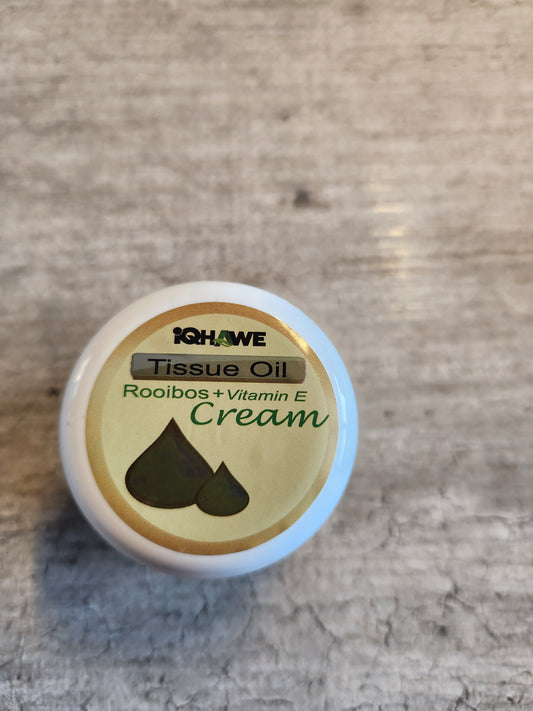 iQHAWE
Tissue Oil
Rooibos + Vitamin E
Cream